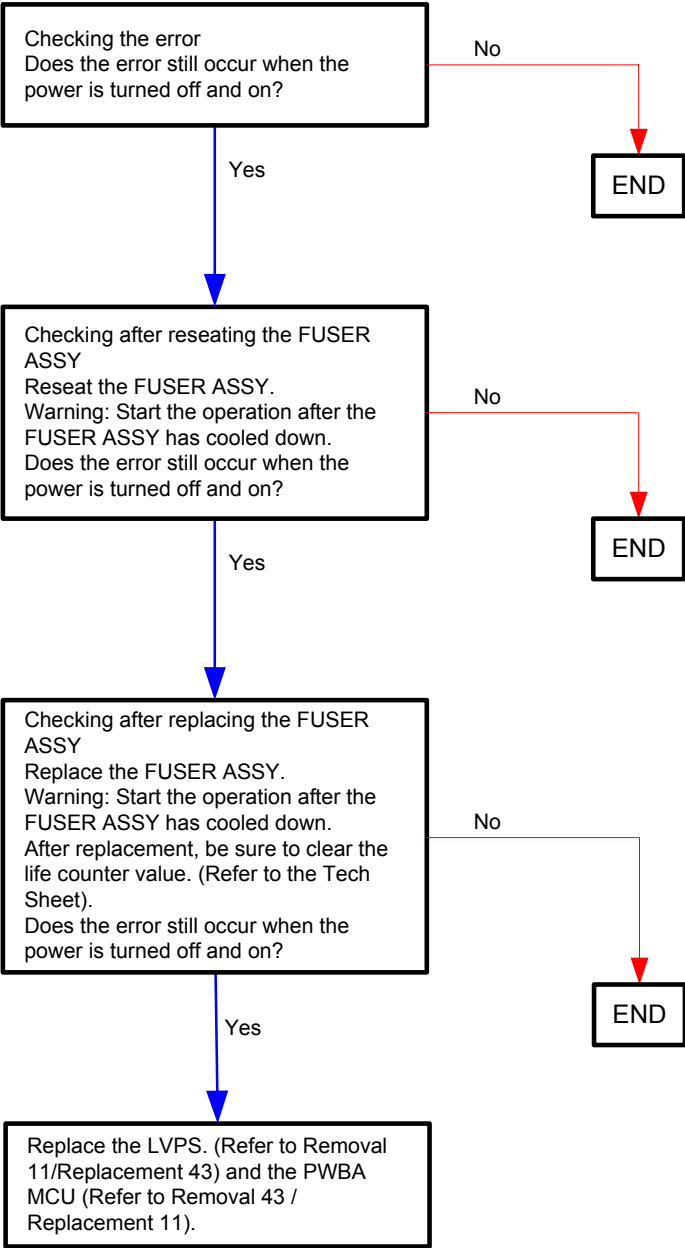 Checking the error
Does the error still occur when the
power is turned off and on?
No
END
Yes
Checking after reseating the FUSER
ASSY
Reseat the FUSER ASSY.
Warning: Start the operation after the
FUSER ASSY has cooled down.
Does the error still occur when the
power is turned off and on?
No
END
Yes
Checking after replacing the FUSER
ASSY
Replace the FUSER ASSY.
Warning: Start the operation after the
FUSER ASSY has cooled down.
After replacement, be sure to clear the
life counter value. (Refer to the Tech
Sheet).
Does the error still occur when the
power is turned off and on?
No
END
Yes
Replace the LVPS. (Refer to Removal
11/Replacement 43) and the PWBA
MCU (Refer to Removal 43 /
Replacement 11).